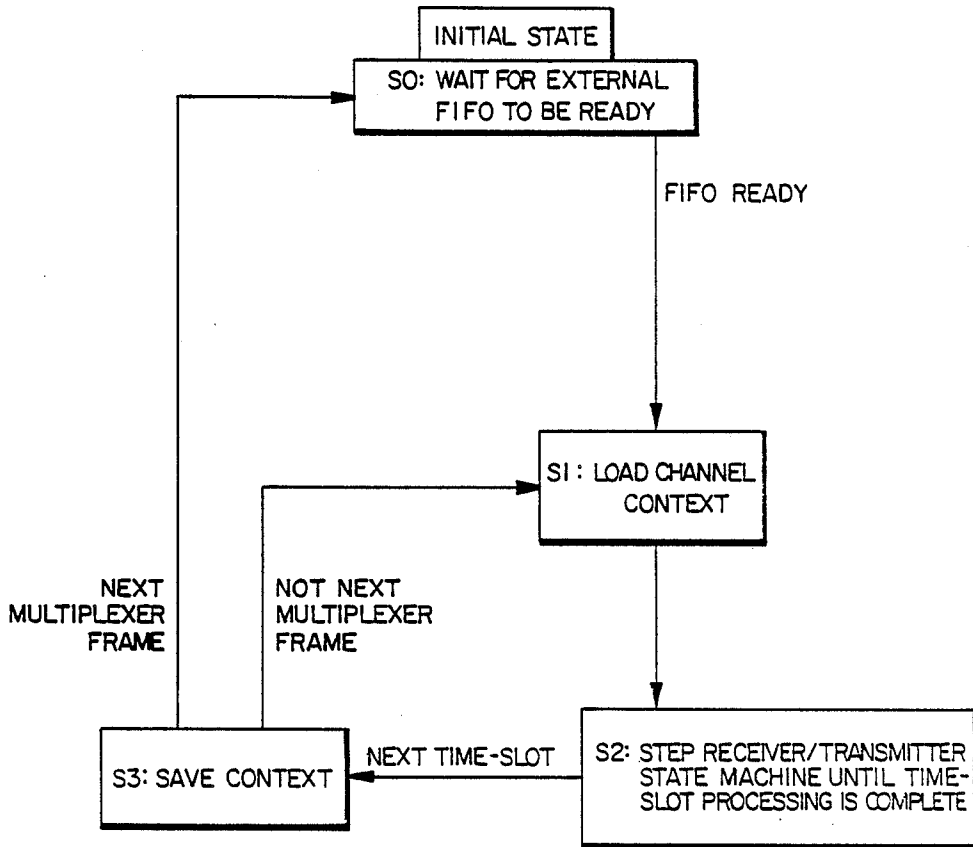 INITIAL STATE
S0: WAIT FOR EXTERNAL
FIFO TO BE READY
FIFO READY
S1: LOAD CHANNEL
CONTEXT
NEXT
MULTIPLEXER
FRAME
NOT NEXT
MULTIPLEXER
FRAME
S3: SAVE CONTEXT
NEXT TIME-SLOT
S2: STEP RECEIVER/TRANSMITTER
STATE MACHINE UNTIL TIME-
SLOT PROCESSING IS COMPLETE